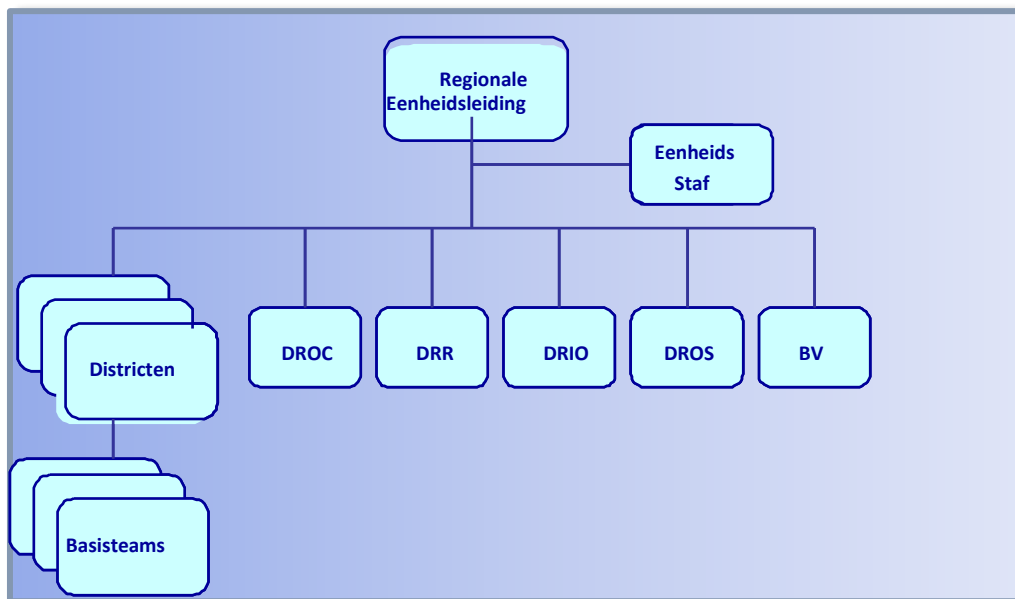 Regionale
Eenheidsleiding
Eenheids
Staf
Districten
DROC
DRR
DRIO
DROS
BV
Basisteams